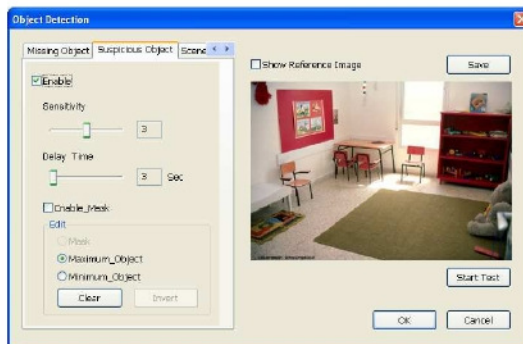 Object Detection
Missing Object
Suspicious Object
Scene
Enable
Sensitivity
3
Delay Time
3 Sec
Enable_Mask
Edit
Mask
Maximum_Object
Minimum_Object
Clear
Invert
Show Reference Image
Save
Start Test
OK
Cancel